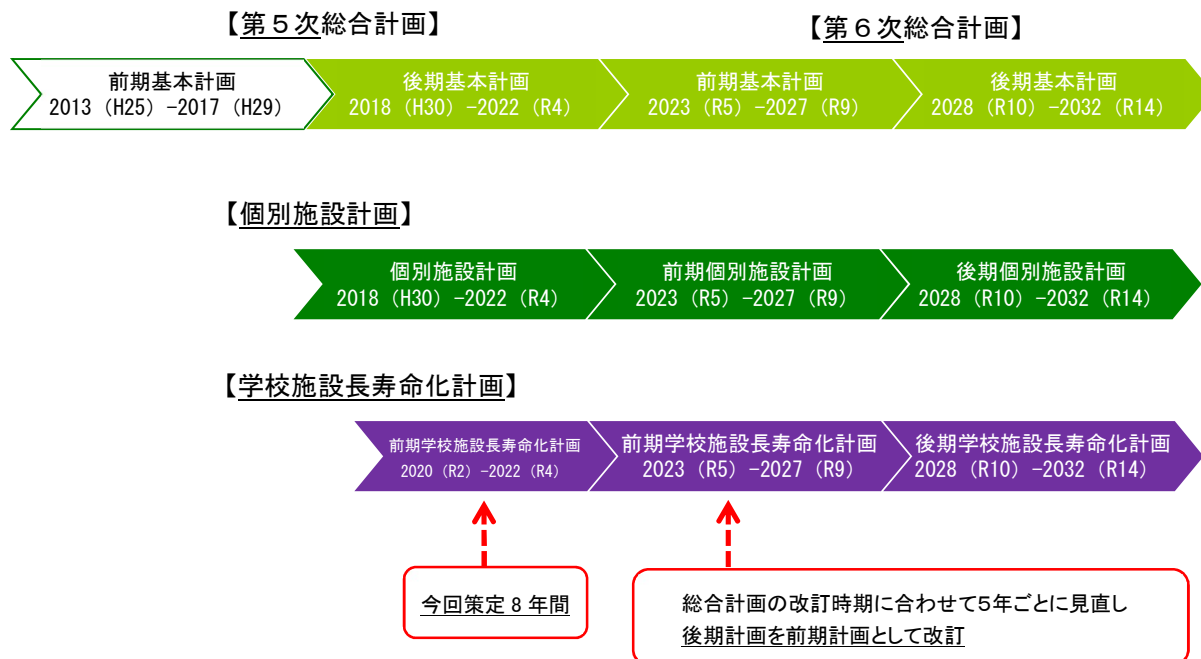 【第５次総合計画】
【第６次総合計画】
前期基本計画
2013（H25）-2017（H29）
後期基本計画
2018（H30）-2022（R4）
前期基本計画
2023（R5）-2027（R9）
後期基本計画
2028（R10）-2032（R14）
【個別施設計画】
個別施設計画
2018（H30）-2022（R4）
前期個別施設計画
2023（R5）-2027（R9）
後期個別施設計画
2028（R10）-2032（R14）
【学校施設長寿命化計画】
前期学校施設長寿命化計画
2020（R2）-2022（R4）
前期学校施設長寿命化計画
2023（R5）-2027（R9）
後期学校施設長寿命化計画
2028（R10）-2032（R14）
今回策定 8 年間
総合計画の改訂時期に合わせて5年ごとに見直し
後期計画を前期計画として改訂